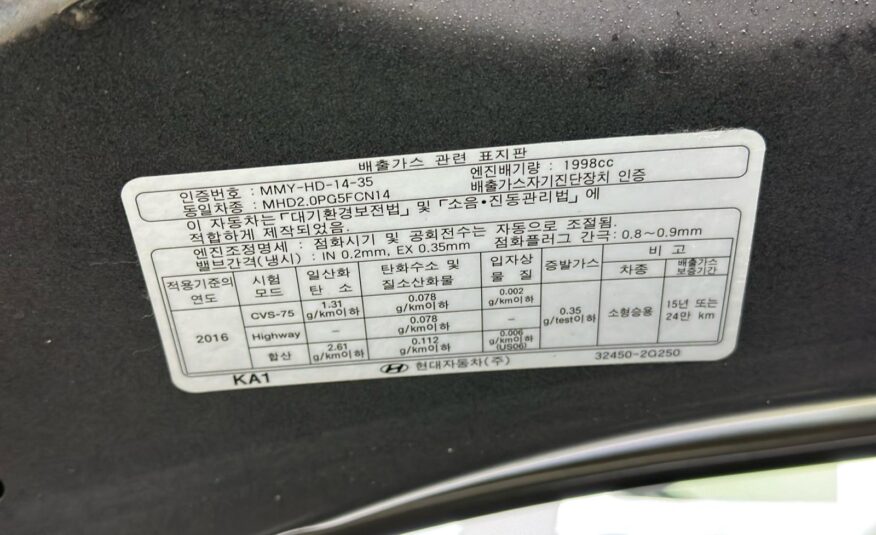 배출가스 관련 표지판
인증번호 : MMY-HD-14-35 엔진배기량 : 1998cc
동일차종 : MHD2.0PG5FCN14 배출가스자기진단장치 인증
이 자동차는「대기환경보전법」및「소음·진동관리법」에
적합하게 제작되었음.
엔진조정명세 : 점화시기 및 공회전수는 자동으로 조절됨.
밸브간격(냉시) : IN 0.2mm, EX 0.35mm 점화플러그 간극: 0.8~0.9mm
적용기준의 연도 시험 모드 일산화 탄소 탄화수소 및 질소산화물 입자상 물질 증발가스 비고
차종 배출가스 보증기간
2016 CVS-75 1.31 g/km이하 0.078 g/km이하 0.002 g/km이하 0.35 g/test이하 소형승용 15년 또는 24만 km
Highway - 0.078 g/km이하 -
합산 2.61 g/km이하 0.112 g/km이하 0.006 g/km이하 (US06)
KA1 현대자동차(주) 32450-2G250